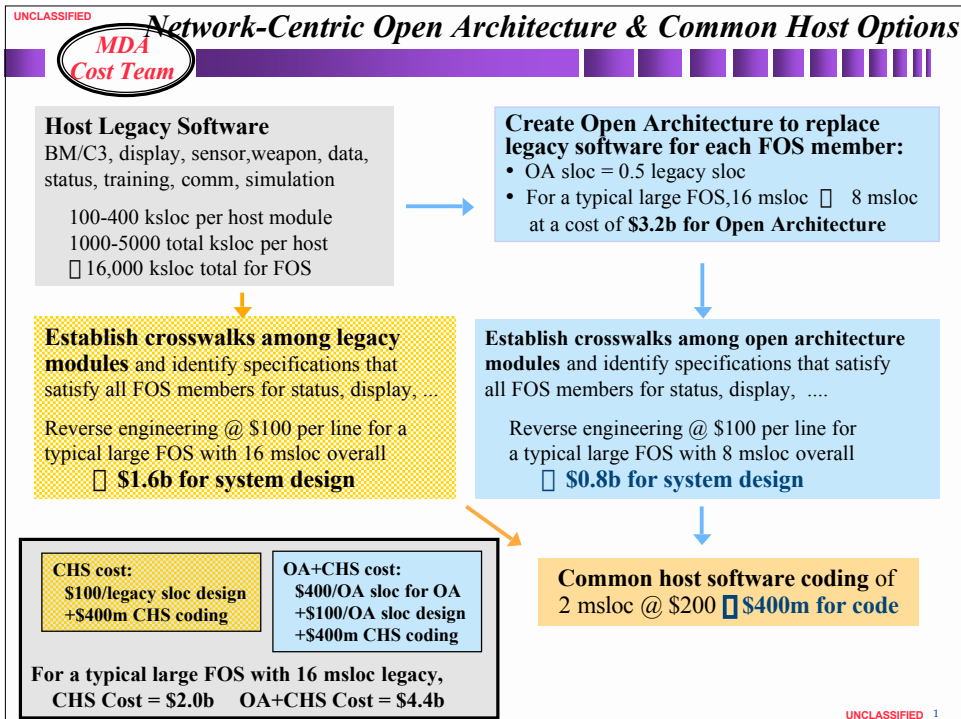 UNCLASSIFIED
Network-Centric Open Architecture & Common Host Options
MDA
Cost Team
Host Legacy Software
BM/C3, display, sensor,weapon, data,
status, training, comm, simulation
100-400 ksloc per host module
1000-5000 total ksloc per host
▯ 16,000 ksloc total for FOS
Create Open Architecture to replace
legacy software for each FOS member:
• OA sloc = 0.5 legacy sloc
• For a typical large FOS,16 msloc ▯ 8 msloc
at a cost of $3.2b for Open Architecture
Establish crosswalks among legacy
modules and identify specifications that
satisfy all FOS members for status, display, ...
Reverse engineering @ $100 per line for a
typical large FOS with 16 msloc overall
▯ $1.6b for system design
Establish crosswalks among open architecture
modules and identify specifications that satisfy
all FOS members for status, display, ....
Reverse engineering @ $100 per line for
a typical large FOS with 8 msloc overall
▯ $0.8b for system design
CHS cost:
$100/legacy sloc design
+$400m CHS coding
OA+CHS cost:
$400/OA sloc for OA
+$100/OA sloc design
+$400m CHS coding
For a typical large FOS with 16 msloc legacy,
CHS Cost = $2.0b OA+CHS Cost = $4.4b
Common host software coding of
2 msloc @ $200 ▯ $400m for code
UNCLASSIFIED 1